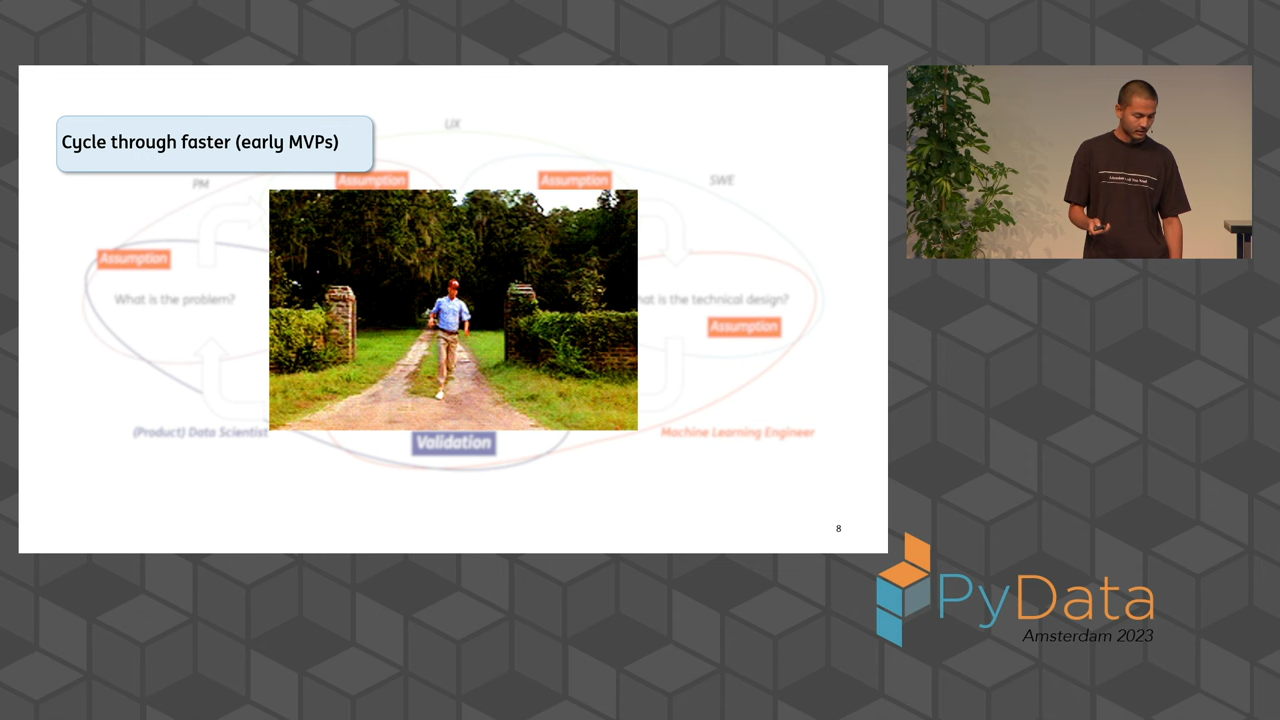 Cycle through faster (early MVPs)
UX
PM
Assumption
Assumption
SWE
Assumption
What is the problem?
at is the technical design?
Assumption
(Product) Data Scientist
Validation
Machine Learning Engineer
8
PyData
Amsterdam 2023